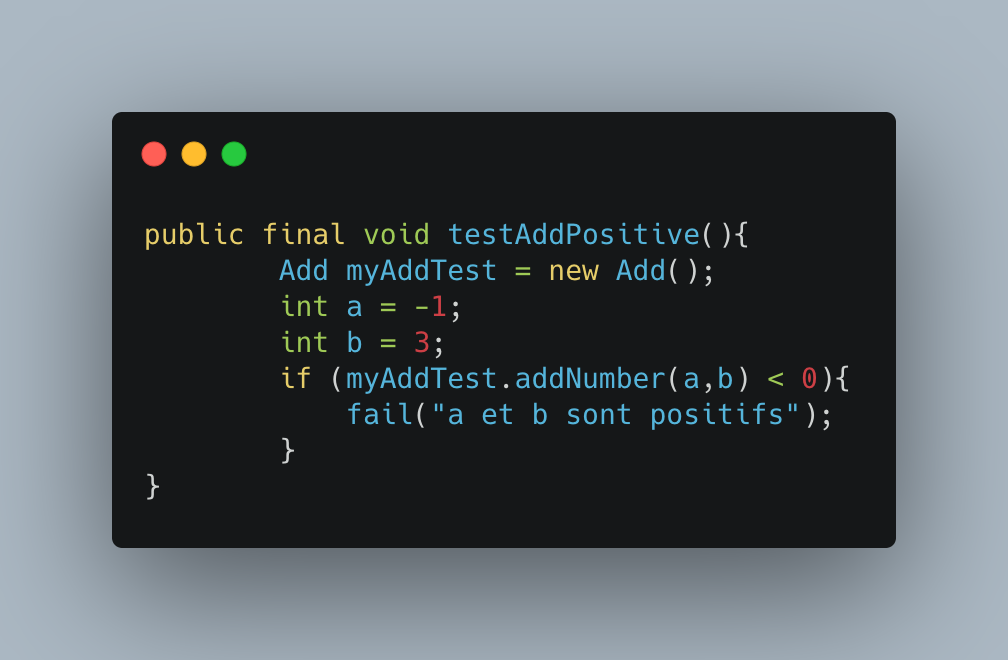 public final void testAddPositive(){
        Add myAddTest = new Add();
        int a = -1;
        int b = 3;
        if (myAddTest.addNumber(a,b) < 0){
            fail("a et b sont positifs");
        }
}